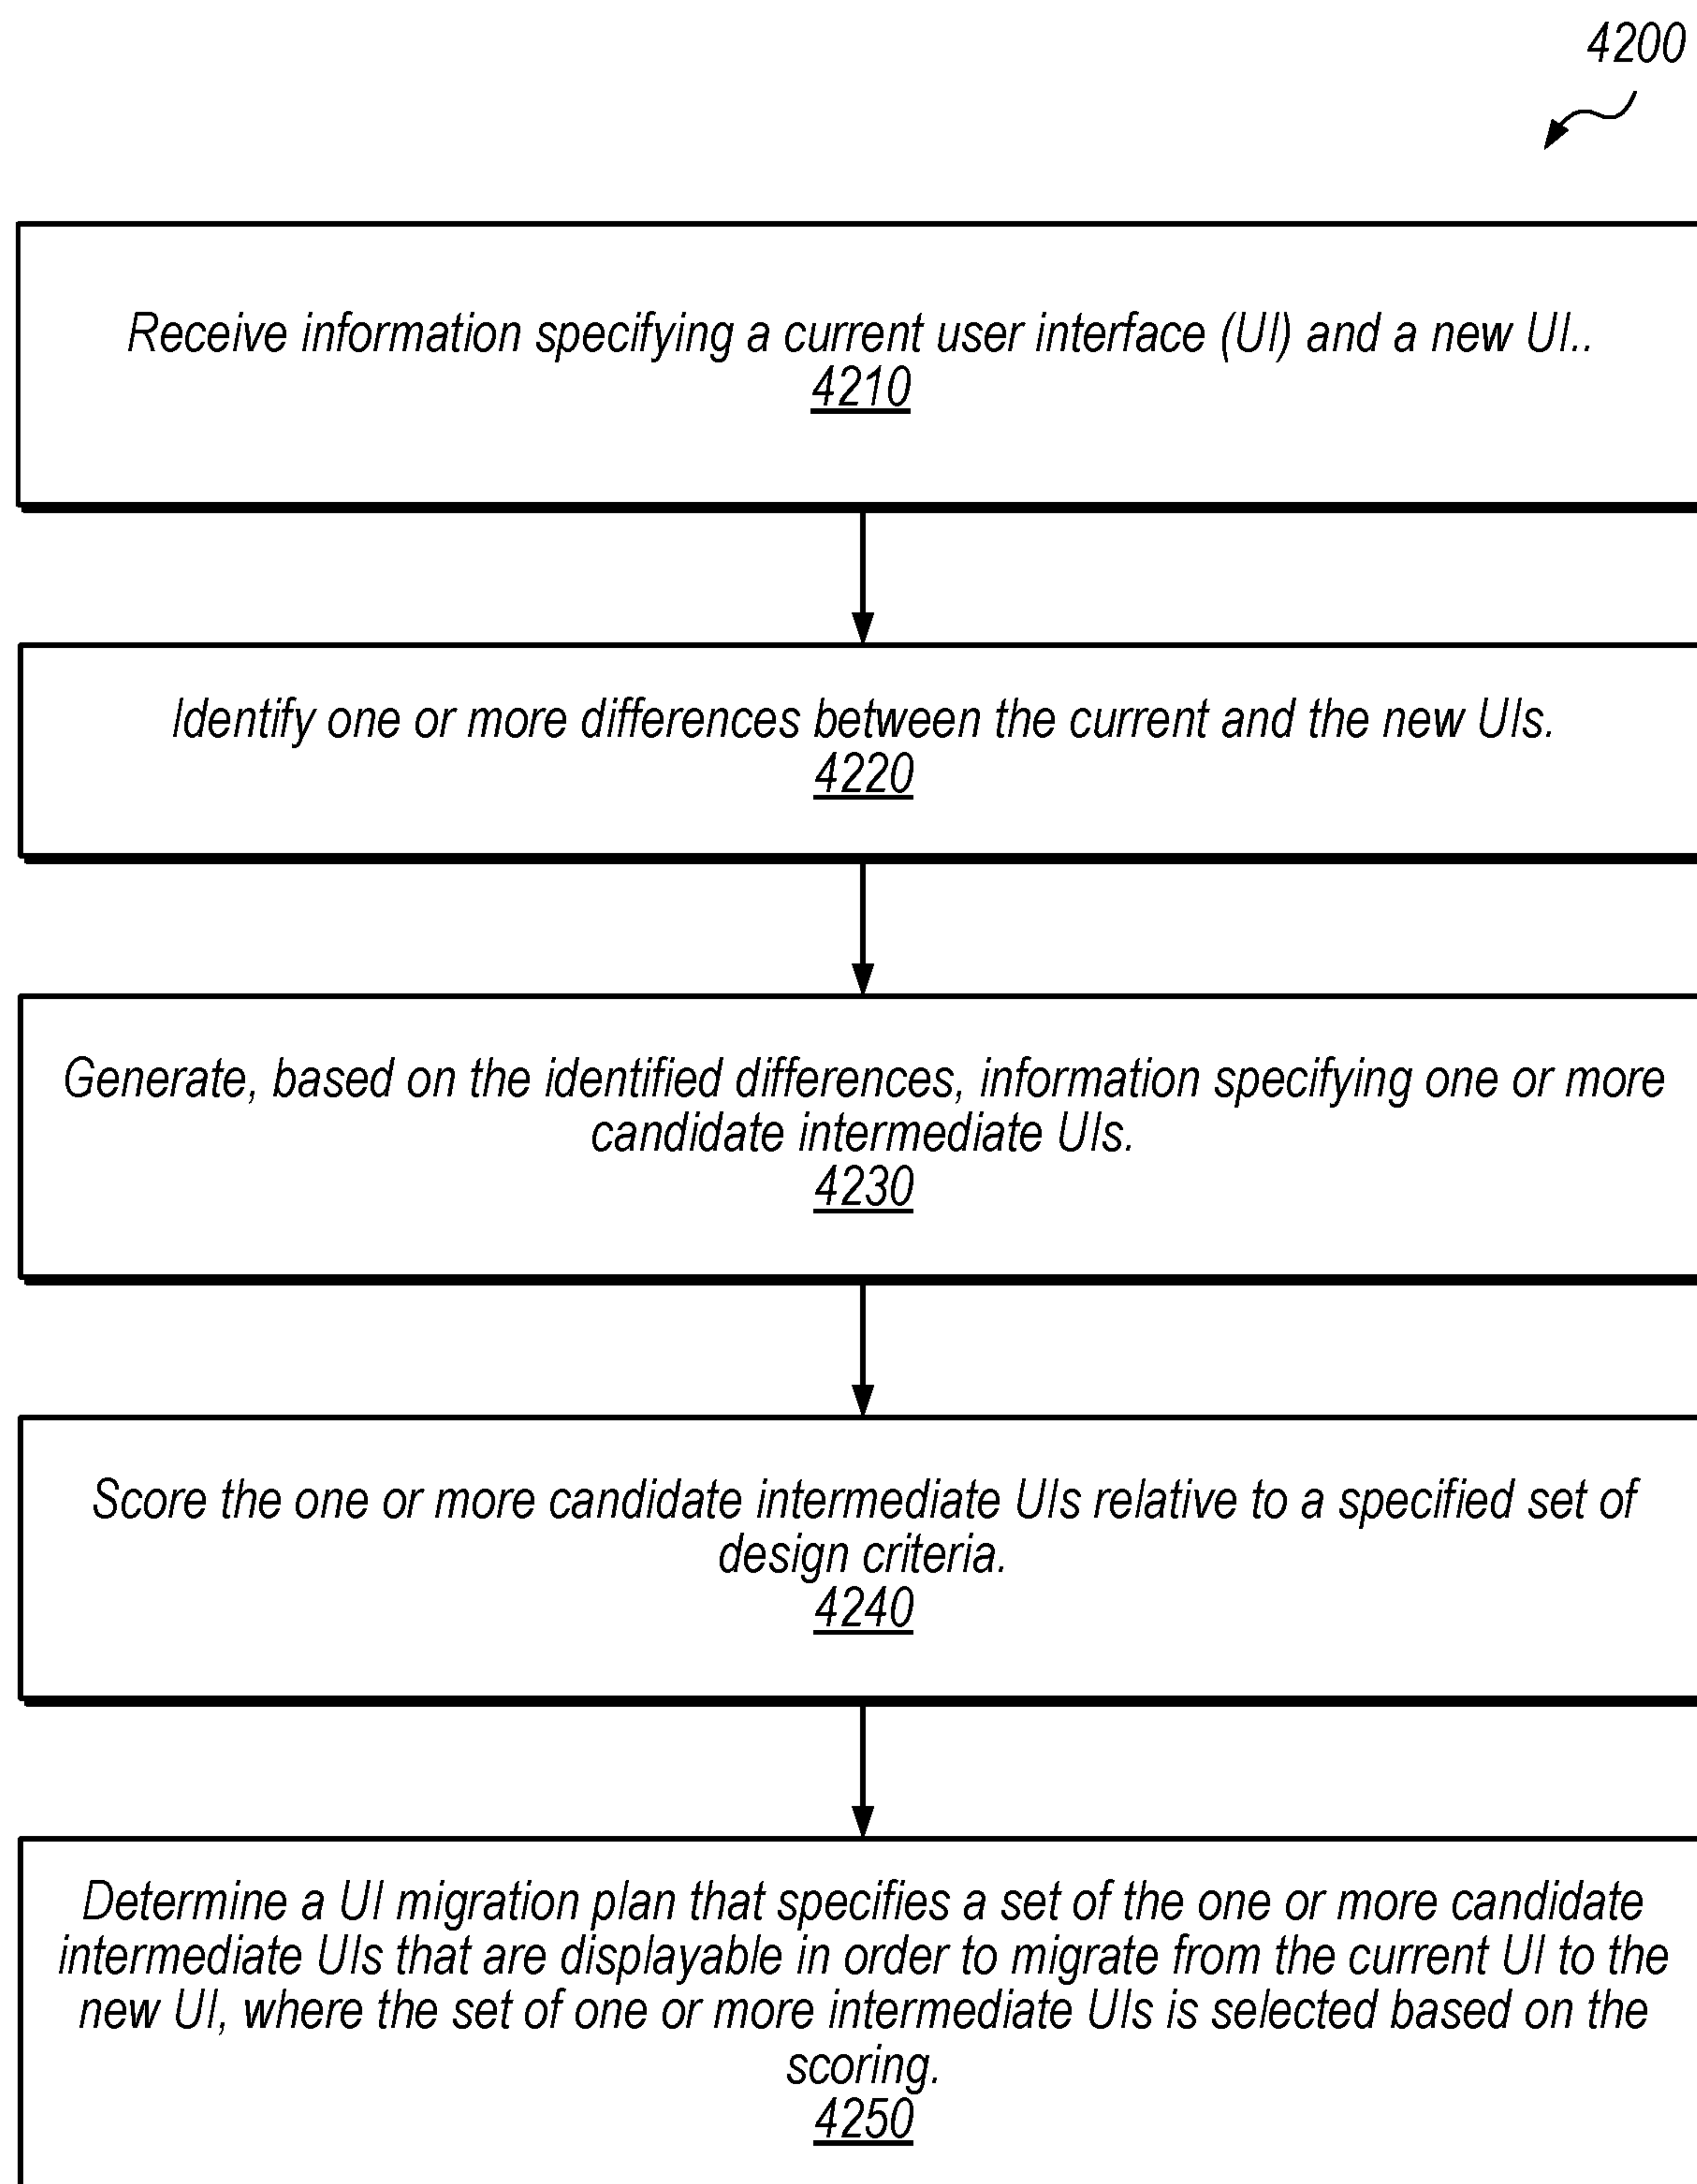 4200
Receive information specifying a current user interface (UI) and a new UI..
4210
Identify one or more differences between the current and the new UIs.
4220
Generate, based on the identified differences, information specifying one or more
candidate intermediate UIs.
4230
Score the one or more candidate intermediate UIs relative to a specified set of
design criteria.
4240
Determine a UI migration plan that specifies a set of the one or more candidate
intermediate UIs that are displayable in order to migrate from the current UI to the
new UI, where the set of one or more intermediate UIs is selected based on the
scoring.
4250